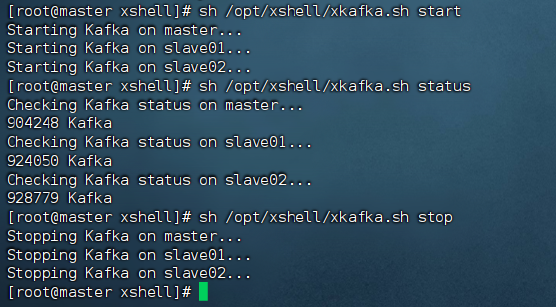 [root@master xshell]# sh /opt/xshell/xkafka.sh start
Starting Kafka on master...
Starting Kafka on slave01...
Starting Kafka on slave02...
[root@master xshell]# sh /opt/xshell/xkafka.sh status
Checking Kafka status on master...
904248 Kafka
Checking Kafka status on slave01...
924050 Kafka
Checking Kafka status on slave02...
928779 Kafka
[root@master xshell]# sh /opt/xshell/xkafka.sh stop
Stopping Kafka on master...
Stopping Kafka on slave01...
Stopping Kafka on slave02...
[root@master xshell]#